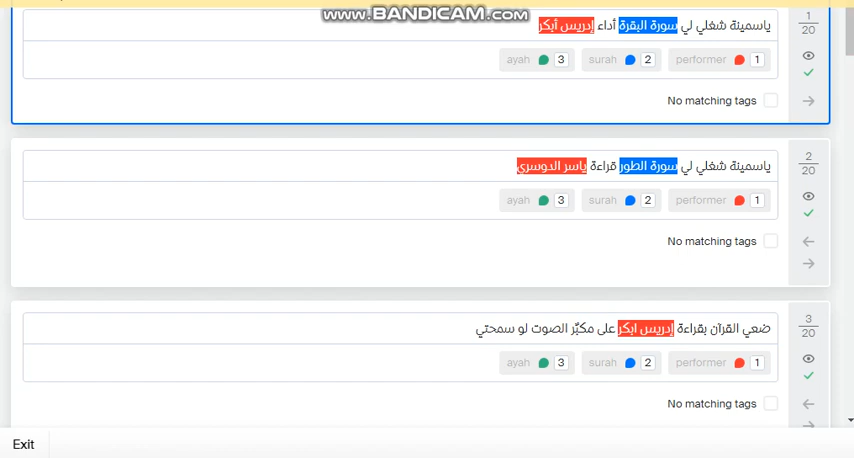 www.BANDICAM.com
ياسمينة شغلي لي سورة البقرة أداء إدريس أبكر
1
20
performer 1 surah 2 ayah 3
No matching tags
ياسمينة شغلي لي سورة الطور قراءة ياسر الدوسري
2
20
performer 1 surah 2 ayah 3
No matching tags
ضعي القرآن بقراءة إدريس ابكر على مكبّر الصوت لو سمحتي
3
20
performer 1 surah 2 ayah 3
No matching tags
Exit